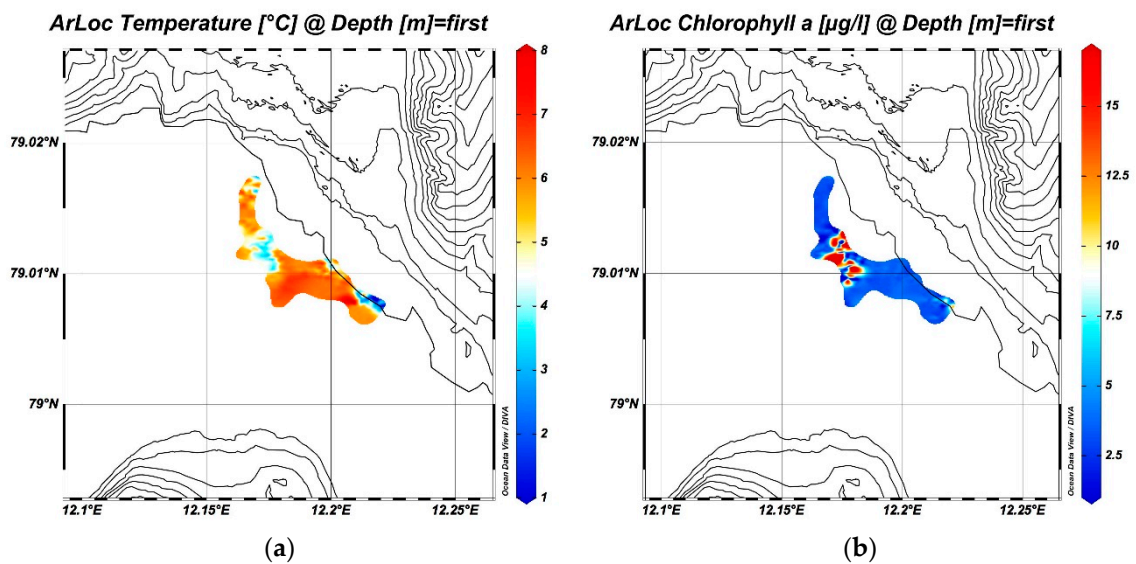 ArLoc Temperature [°C] @ Depth [m]=first
8
7
6
5
4
3
2
1
79.02°N
79.01°N
79°N
12.1°E
12.15°E
12.2°E
12.25°E
Ocean Data View / DIVA
(a)
ArLoc Chlorophyll a [µg/l] @ Depth [m]=first
15
12.5
10
7.5
5
2.5
79.02°N
79.01°N
79°N
12.1°E
12.15°E
12.2°E
12.25°E
Ocean Data View / DIVA
(b)